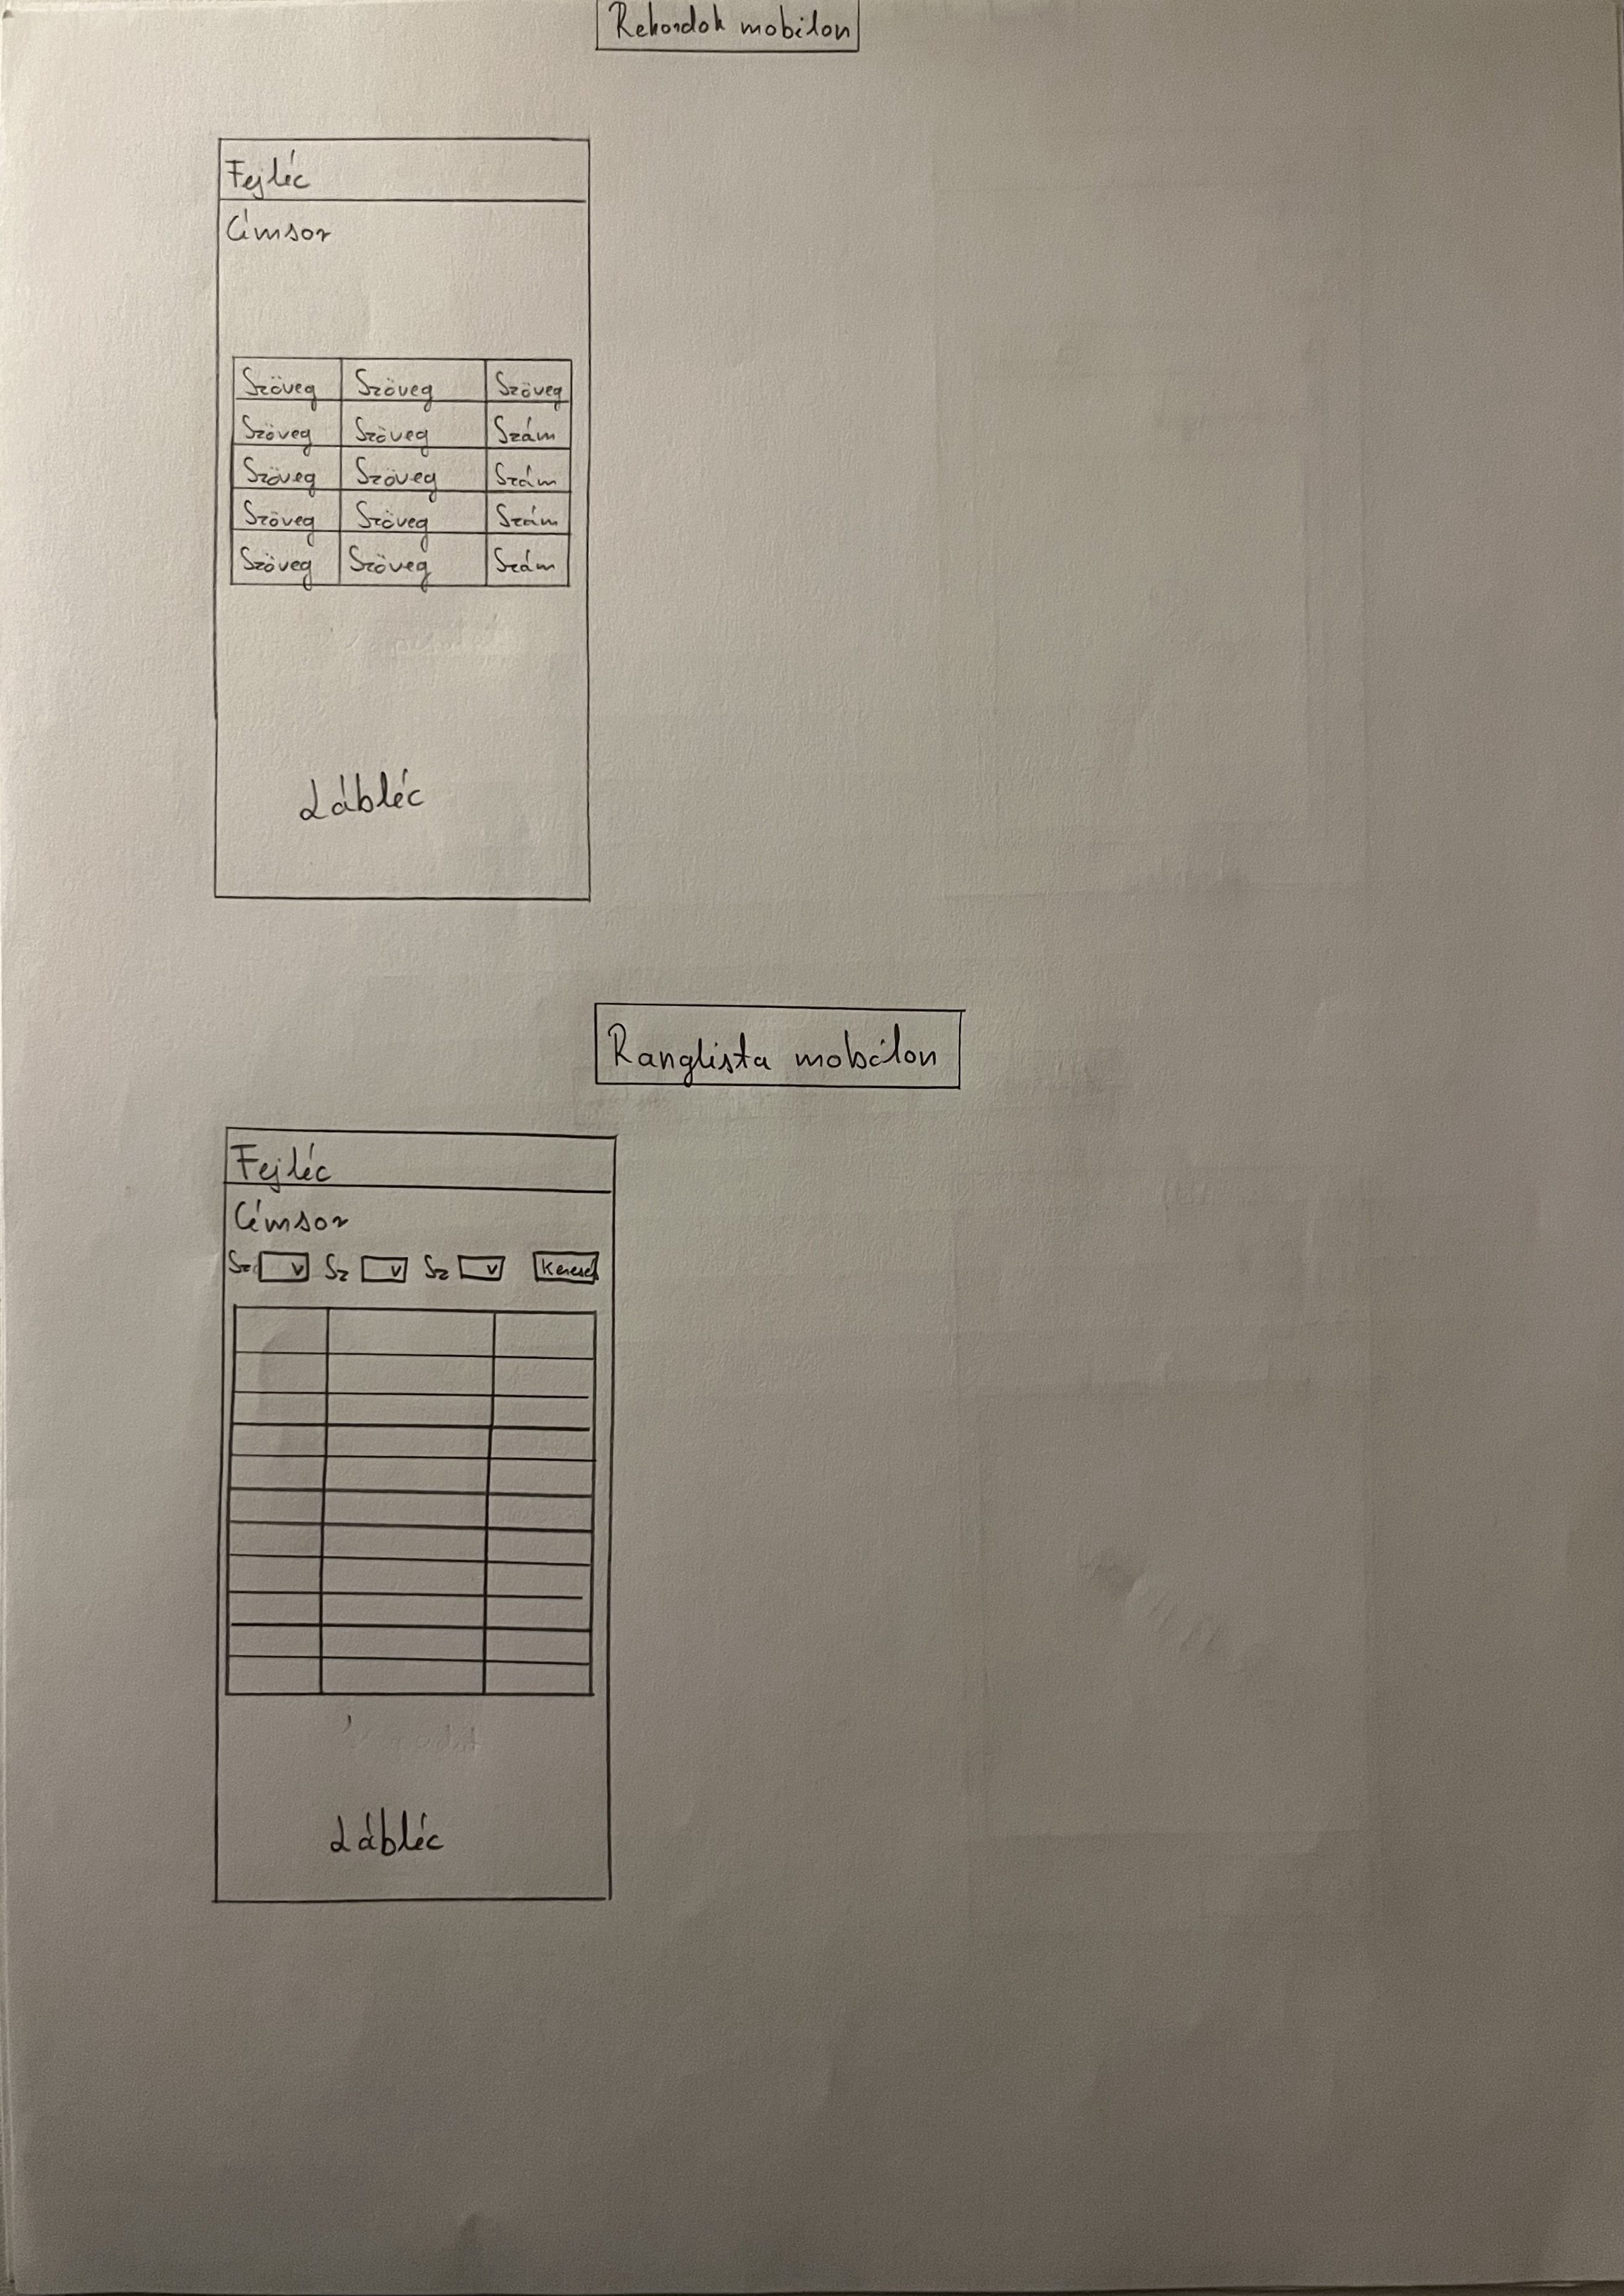 Rekordok mobilon
Fejléc
Címsor
Szöveg Szöveg Szöveg
Szöveg Szöveg Szám
Szöveg Szöveg Szám
Szöveg Szöveg Szám
Szöveg Szöveg Szám
Lábléc
Ranglista mobilon
Fejléc
Címsor
Sz v Sz v Sz v
Lábléc